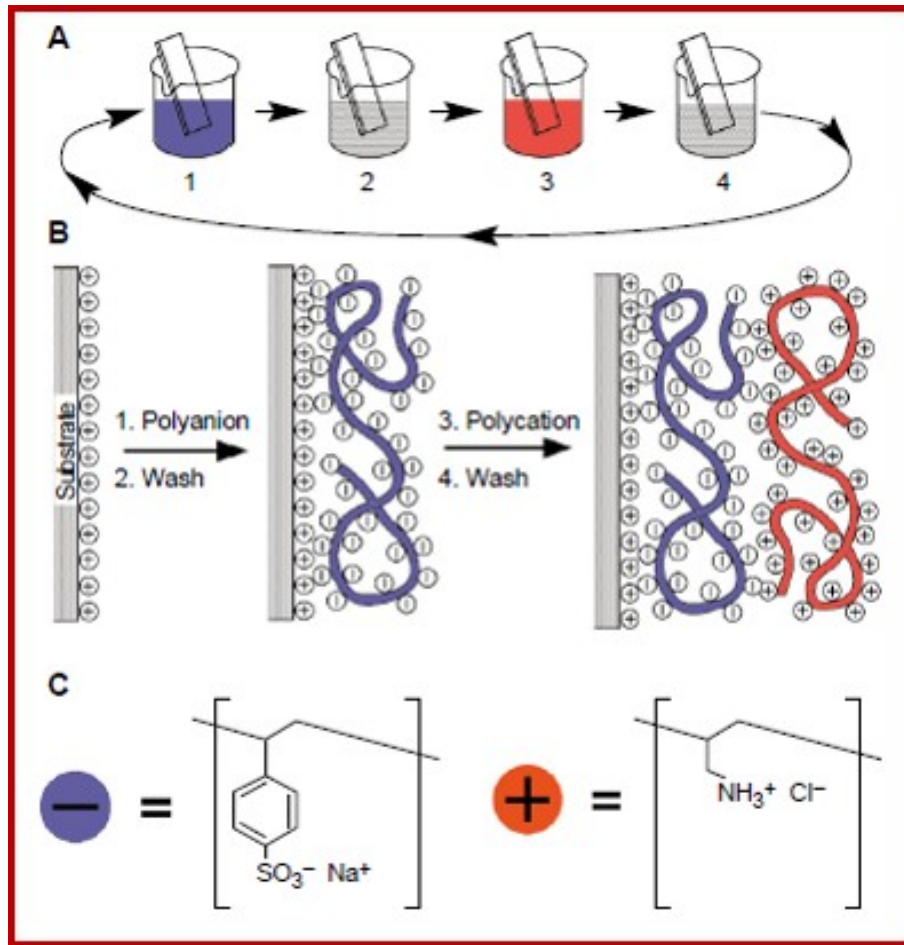 A
1 2 3 4
B
Substrate
1. Polyanion
2. Wash
3. Polycation
4. Wash
C
− =
SO₃⁻ Na⁺
+ =
NH₃⁺ Cl⁻